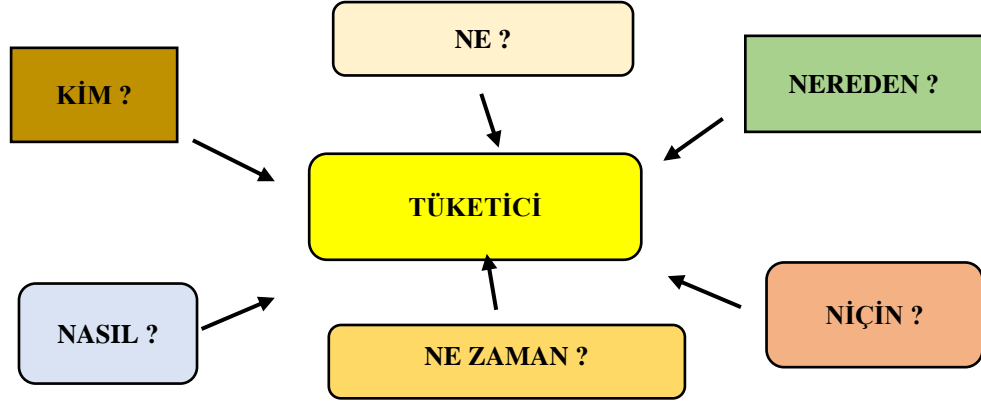 NE ?
KİM ?
NEREDEN ?
TÜKETİCİ
NASIL ?
NE ZAMAN ?
NİÇİN ?